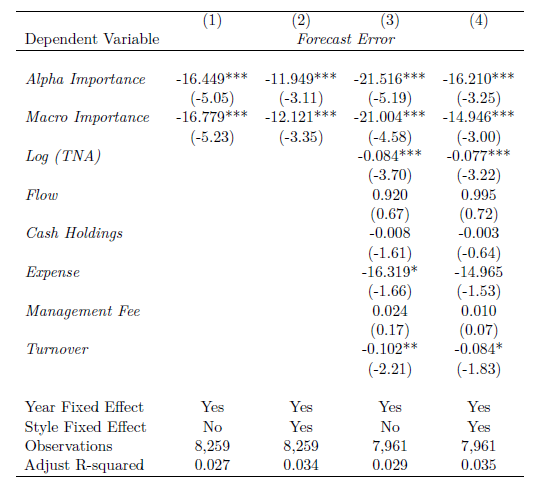 (1) (2) (3) (4)
Dependent Variable Forecast Error
Alpha Importance -16.449*** -11.949*** -21.516*** -16.210***
(-5.05) (-3.11) (-5.19) (-3.25)
Macro Importance -16.779*** -12.121*** -21.004*** -14.946***
(-5.23) (-3.35) (-4.58) (-3.00)
Log (TNA) -0.084*** -0.077***
(-3.70) (-3.22)
Flow 0.920 0.995
(0.67) (0.72)
Cash Holdings -0.008 -0.003
(-1.61) (-0.64)
Expense -16.319* -14.965
(-1.66) (-1.53)
Management Fee 0.024 0.010
(0.17) (0.07)
Turnover -0.102** -0.084*
(-2.21) (-1.83)
Year Fixed Effect Yes Yes Yes Yes
Style Fixed Effect No Yes No Yes
Observations 8,259 8,259 7,961 7,961
Adjust R-squared 0.027 0.034 0.029 0.035